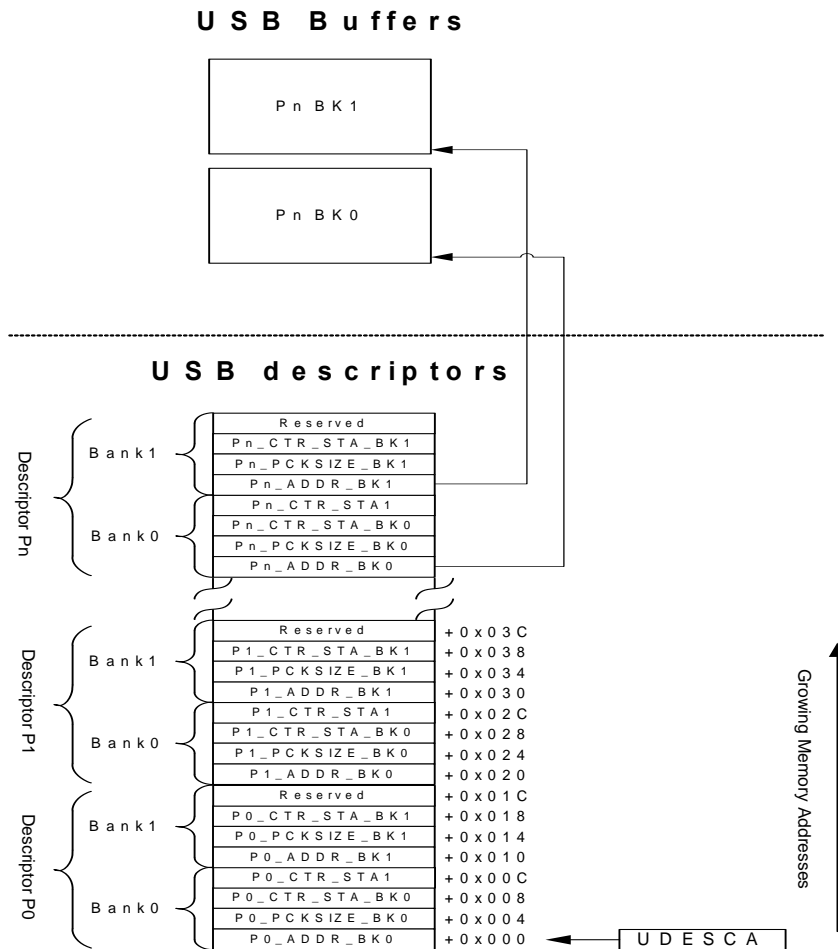 USB Buffers
Pn BK1
Pn BK0
USB descriptors
Descriptor Pn
Bank1
Reserved
Pn_CTR_STA_BK1
Pn_PCKSIZE_BK1
Pn_ADDR_BK1
Bank0
Pn_CTR_STA1
Pn_CTR_STA_BK0
Pn_PCKSIZE_BK0
Pn_ADDR_BK0
Descriptor P1
Bank1
Reserved +0x03C
P1_CTR_STA_BK1 +0x038
P1_PCKSIZE_BK1 +0x034
P1_ADDR_BK1 +0x030
Bank0
P1_CTR_STA1 +0x02C
P1_CTR_STA_BK0 +0x028
P1_PCKSIZE_BK0 +0x024
P1_ADDR_BK0 +0x020
Descriptor P0
Bank1
Reserved +0x01C
P0_CTR_STA_BK1 +0x018
P0_PCKSIZE_BK1 +0x014
P0_ADDR_BK1 +0x010
Bank0
P0_CTR_STA1 +0x00C
P0_CTR_STA_BK0 +0x008
P0_PCKSIZE_BK0 +0x004
P0_ADDR_BK0 +0x000
UDESCA
Growing Memory Addresses